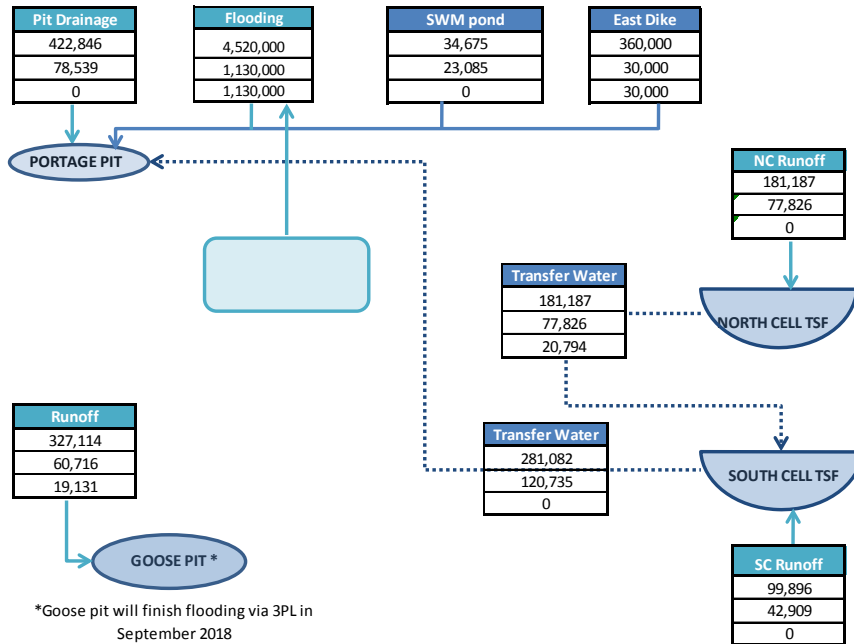 Pit Drainage
422,846
78,539
0
Flooding
4,520,000
1,130,000
1,130,000
SWM pond
34,675
23,085
0
East Dike
360,000
30,000
30,000
PORTAGE PIT
NC Runoff
181,187
77,826
0
Transfer Water
181,187
77,826
20,794
NORTH CELL TSF
Runoff
327,114
60,716
19,131
Transfer Water
281,082
120,735
0
SOUTH CELL TSF
GOOSE PIT *
SC Runoff
99,896
42,909
0
*Goose pit will finish flooding via 3PL in
September 2018